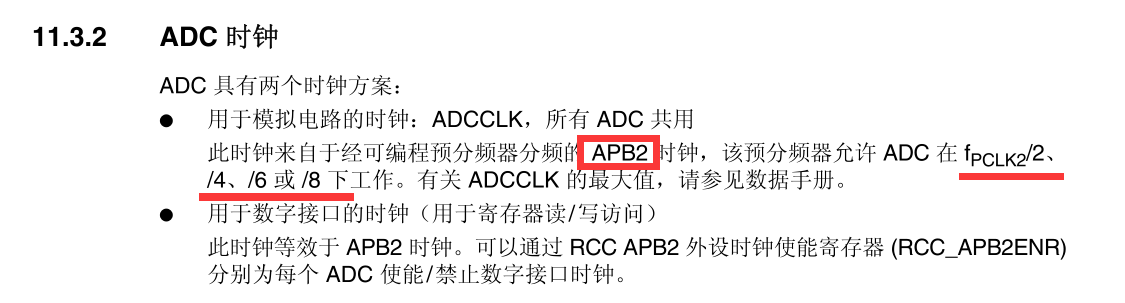 11.3.2 ADC 时钟
ADC 具有两个时钟方案：
● 用于模拟电路的时钟：ADCCLK，所有 ADC 共用
此时钟来自于经可编程预分频器分频的 APB2 时钟，该预分频器允许 ADC 在 fPCLK2/2、
/4、/6 或 /8 下工作。有关 ADCCLK 的最大值，请参见数据手册。
● 用于数字接口的时钟（用于寄存器读/写访问）
此时钟等效于 APB2 时钟。可以通过 RCC APB2 外设时钟使能寄存器 (RCC_APB2ENR)
分别为每个 ADC 使能/禁止数字接口时钟。